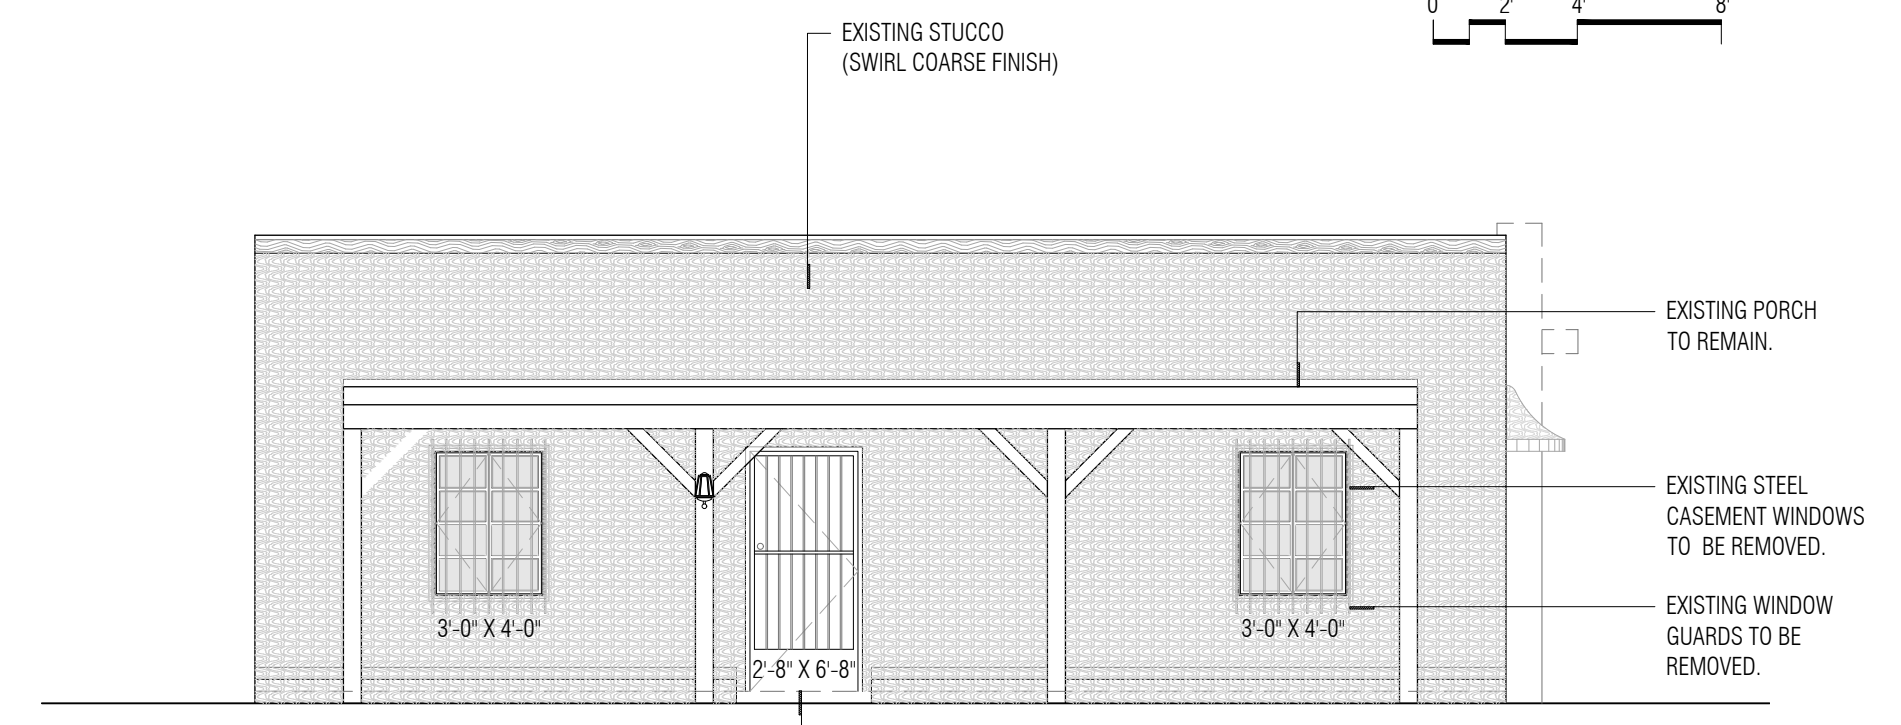 0 2' 4' 8'
EXISTING STUCCO
(SWIRL COARSE FINISH)
EXISTING PORCH
TO REMAIN.
EXISTING STEEL
CASEMENT WINDOWS
TO BE REMOVED.
EXISTING WINDOW
GUARDS TO BE
REMOVED.
3'-0" X 4'-0"
3'-0" X 4'-0"
2'-8" X 6'-8"